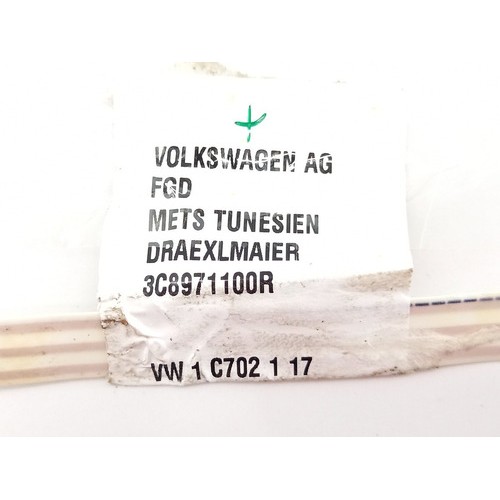 VOLKSWAGEN AG
FGD
METS TUNESIEN
DRAEXLMAIER
3C8971100R
VW 1 C702 1 17